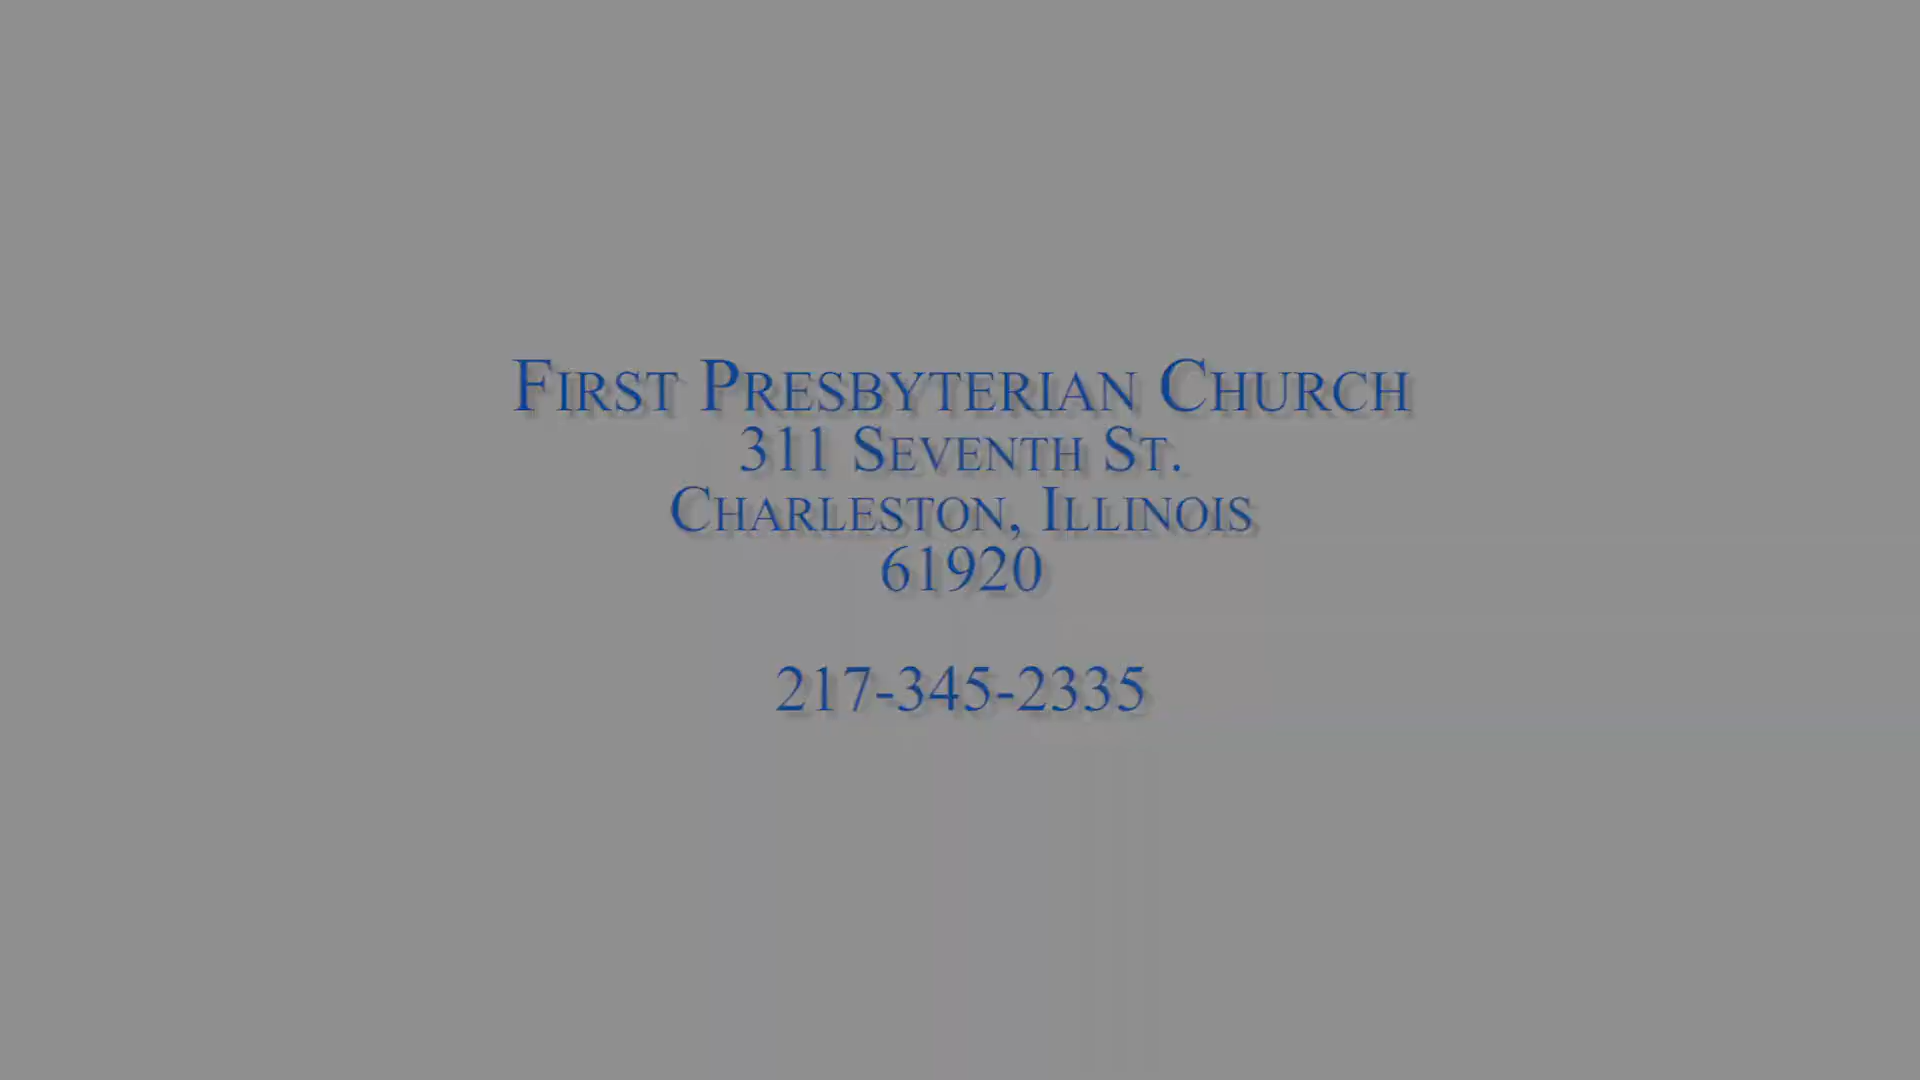 First Presbyterian Church
311 Seventh St.
Charleston, Illinois
61920
217-345-2335